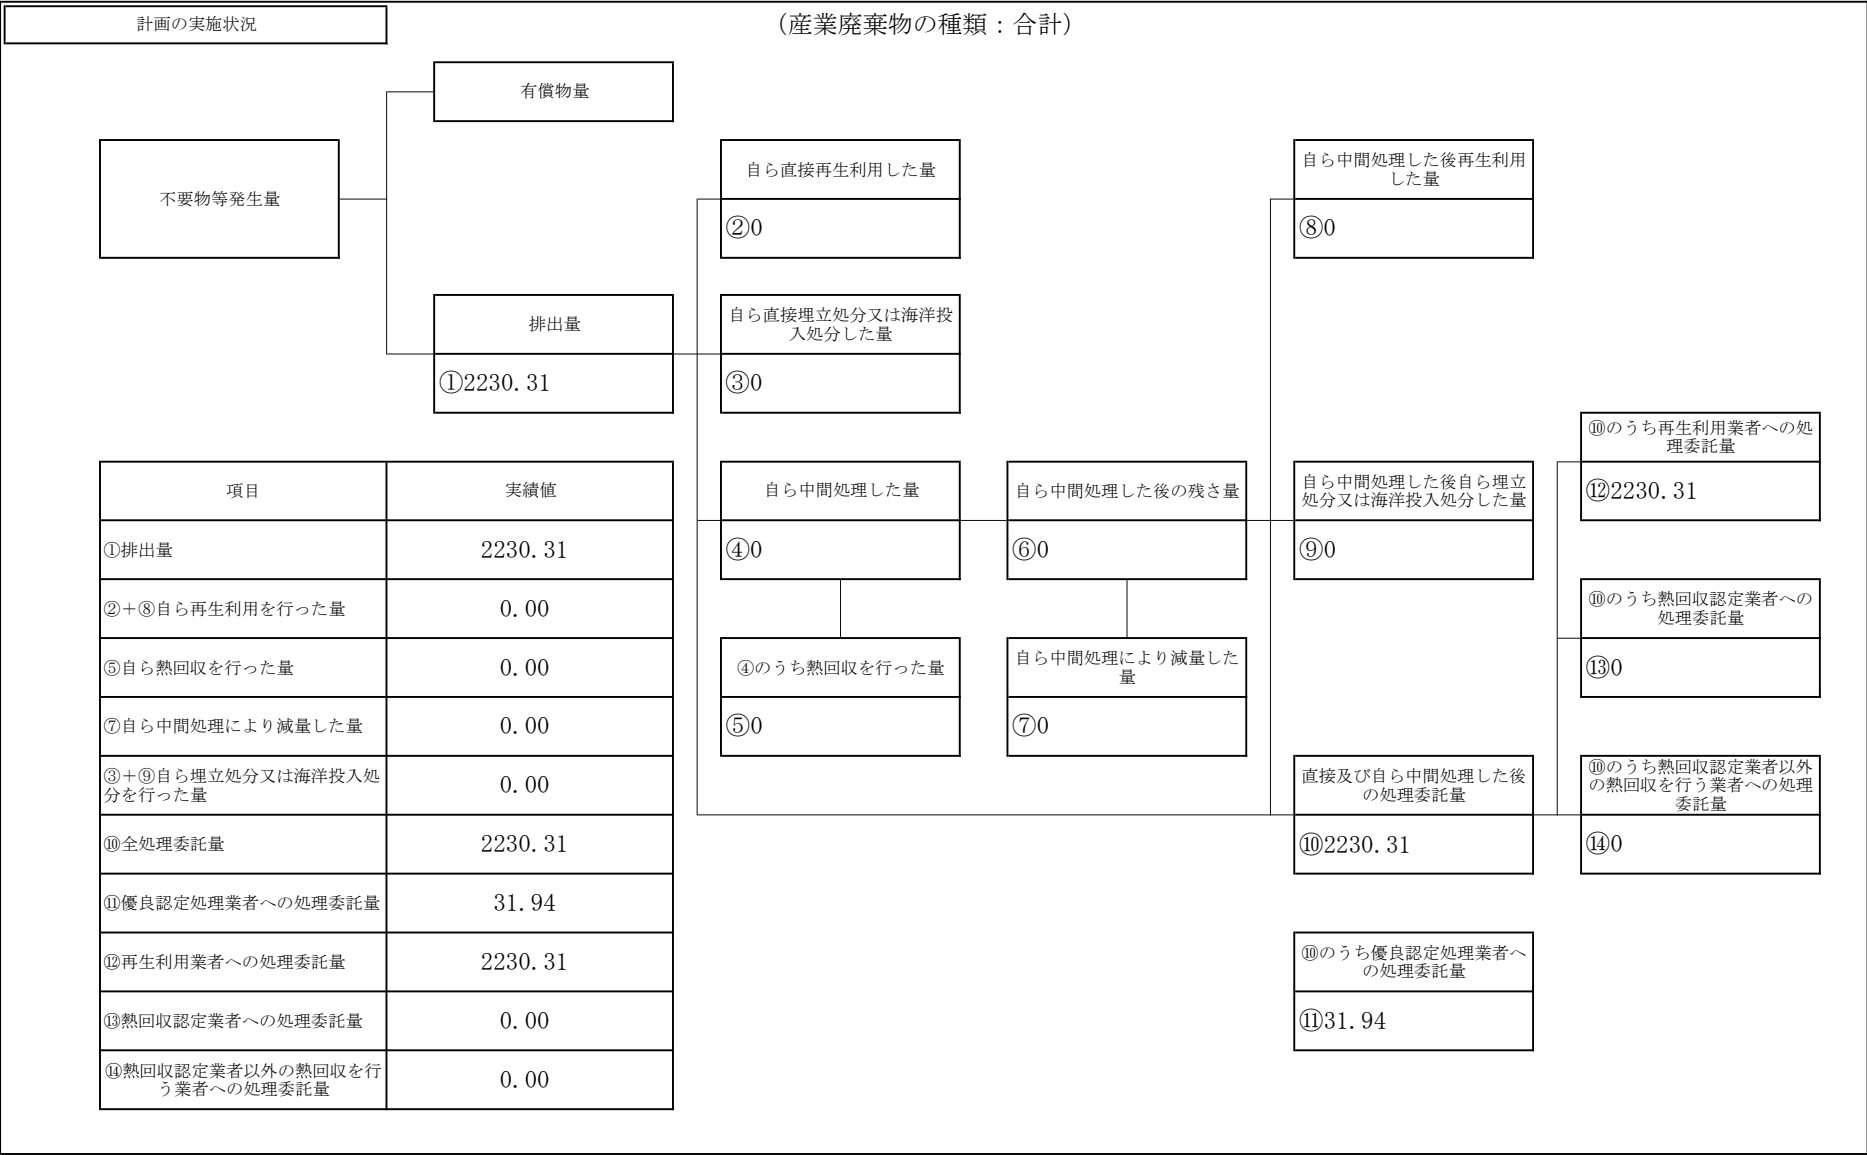 計画の実施状況
（産業廃棄物の種類：合計）
有償物量
不要物等発生量
自ら直接再生利用した量
②0
自ら中間処理した後再生利用
した量
⑧0
排出量
①2230.31
自ら直接埋立処分又は海洋投
入処分した量
③0
⑩のうち再生利用業者への処
理委託量
⑫2230.31
自ら中間処理した量
④0
自ら中間処理した後の残さ量
⑥0
自ら中間処理した後自ら埋立
処分又は海洋投入処分した量
⑨0
⑩のうち熱回収認定業者への
処理委託量
⑬0
④のうち熱回収を行った量
⑤0
自ら中間処理により減量した
量
⑦0
直接及び自ら中間処理した後
の処理委託量
⑩2230.31
⑩のうち熱回収認定業者以外
の熱回収を行う業者への処理
委託量
⑭0
⑩のうち優良認定処理業者へ
の処理委託量
⑪31.94
項目 実績値
①排出量 2230.31
②＋⑧自ら再生利用を行った量 0.00
⑤自ら熱回収を行った量 0.00
⑦自ら中間処理により減量した量 0.00
③＋⑨自ら埋立処分又は海洋投入処
分を行った量 0.00
⑩全処理委託量 2230.31
⑪優良認定処理業者への処理委託量 31.94
⑫再生利用業者への処理委託量 2230.31
⑬熱回収認定業者への処理委託量 0.00
⑭熱回収認定業者以外の熱回収を行
う業者への処理委託量 0.00